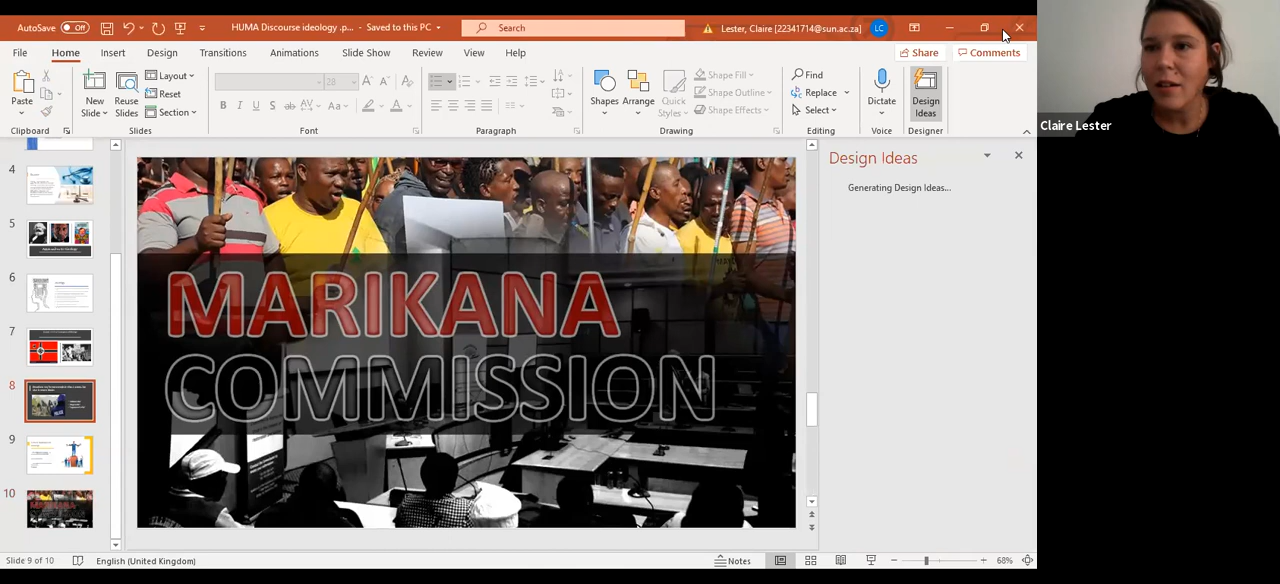 AutoSave Off HUMA Discourse ideology .p... - Saved to this PC Search Lester, Claire [22341714@sun.ac.za] LC
File Home Insert Design Transitions Animations Slide Show Review View Help Share Comments
Paste New Slides Reuse Slides Layout Reset Section 28 Shapes Arrange Quick Styles Shape Fill Shape Outline Shape Effects Find Replace Select Dictate Design Ideas
Clipboard Slides Font Paragraph Drawing Editing Voice Designer
Claire Lester
Design Ideas
Generating Design Ideas...
4
5
6
7
8
9
10
MARIKANA
COMMISSION
Slide 9 of 10 English (United Kingdom) Notes 68%